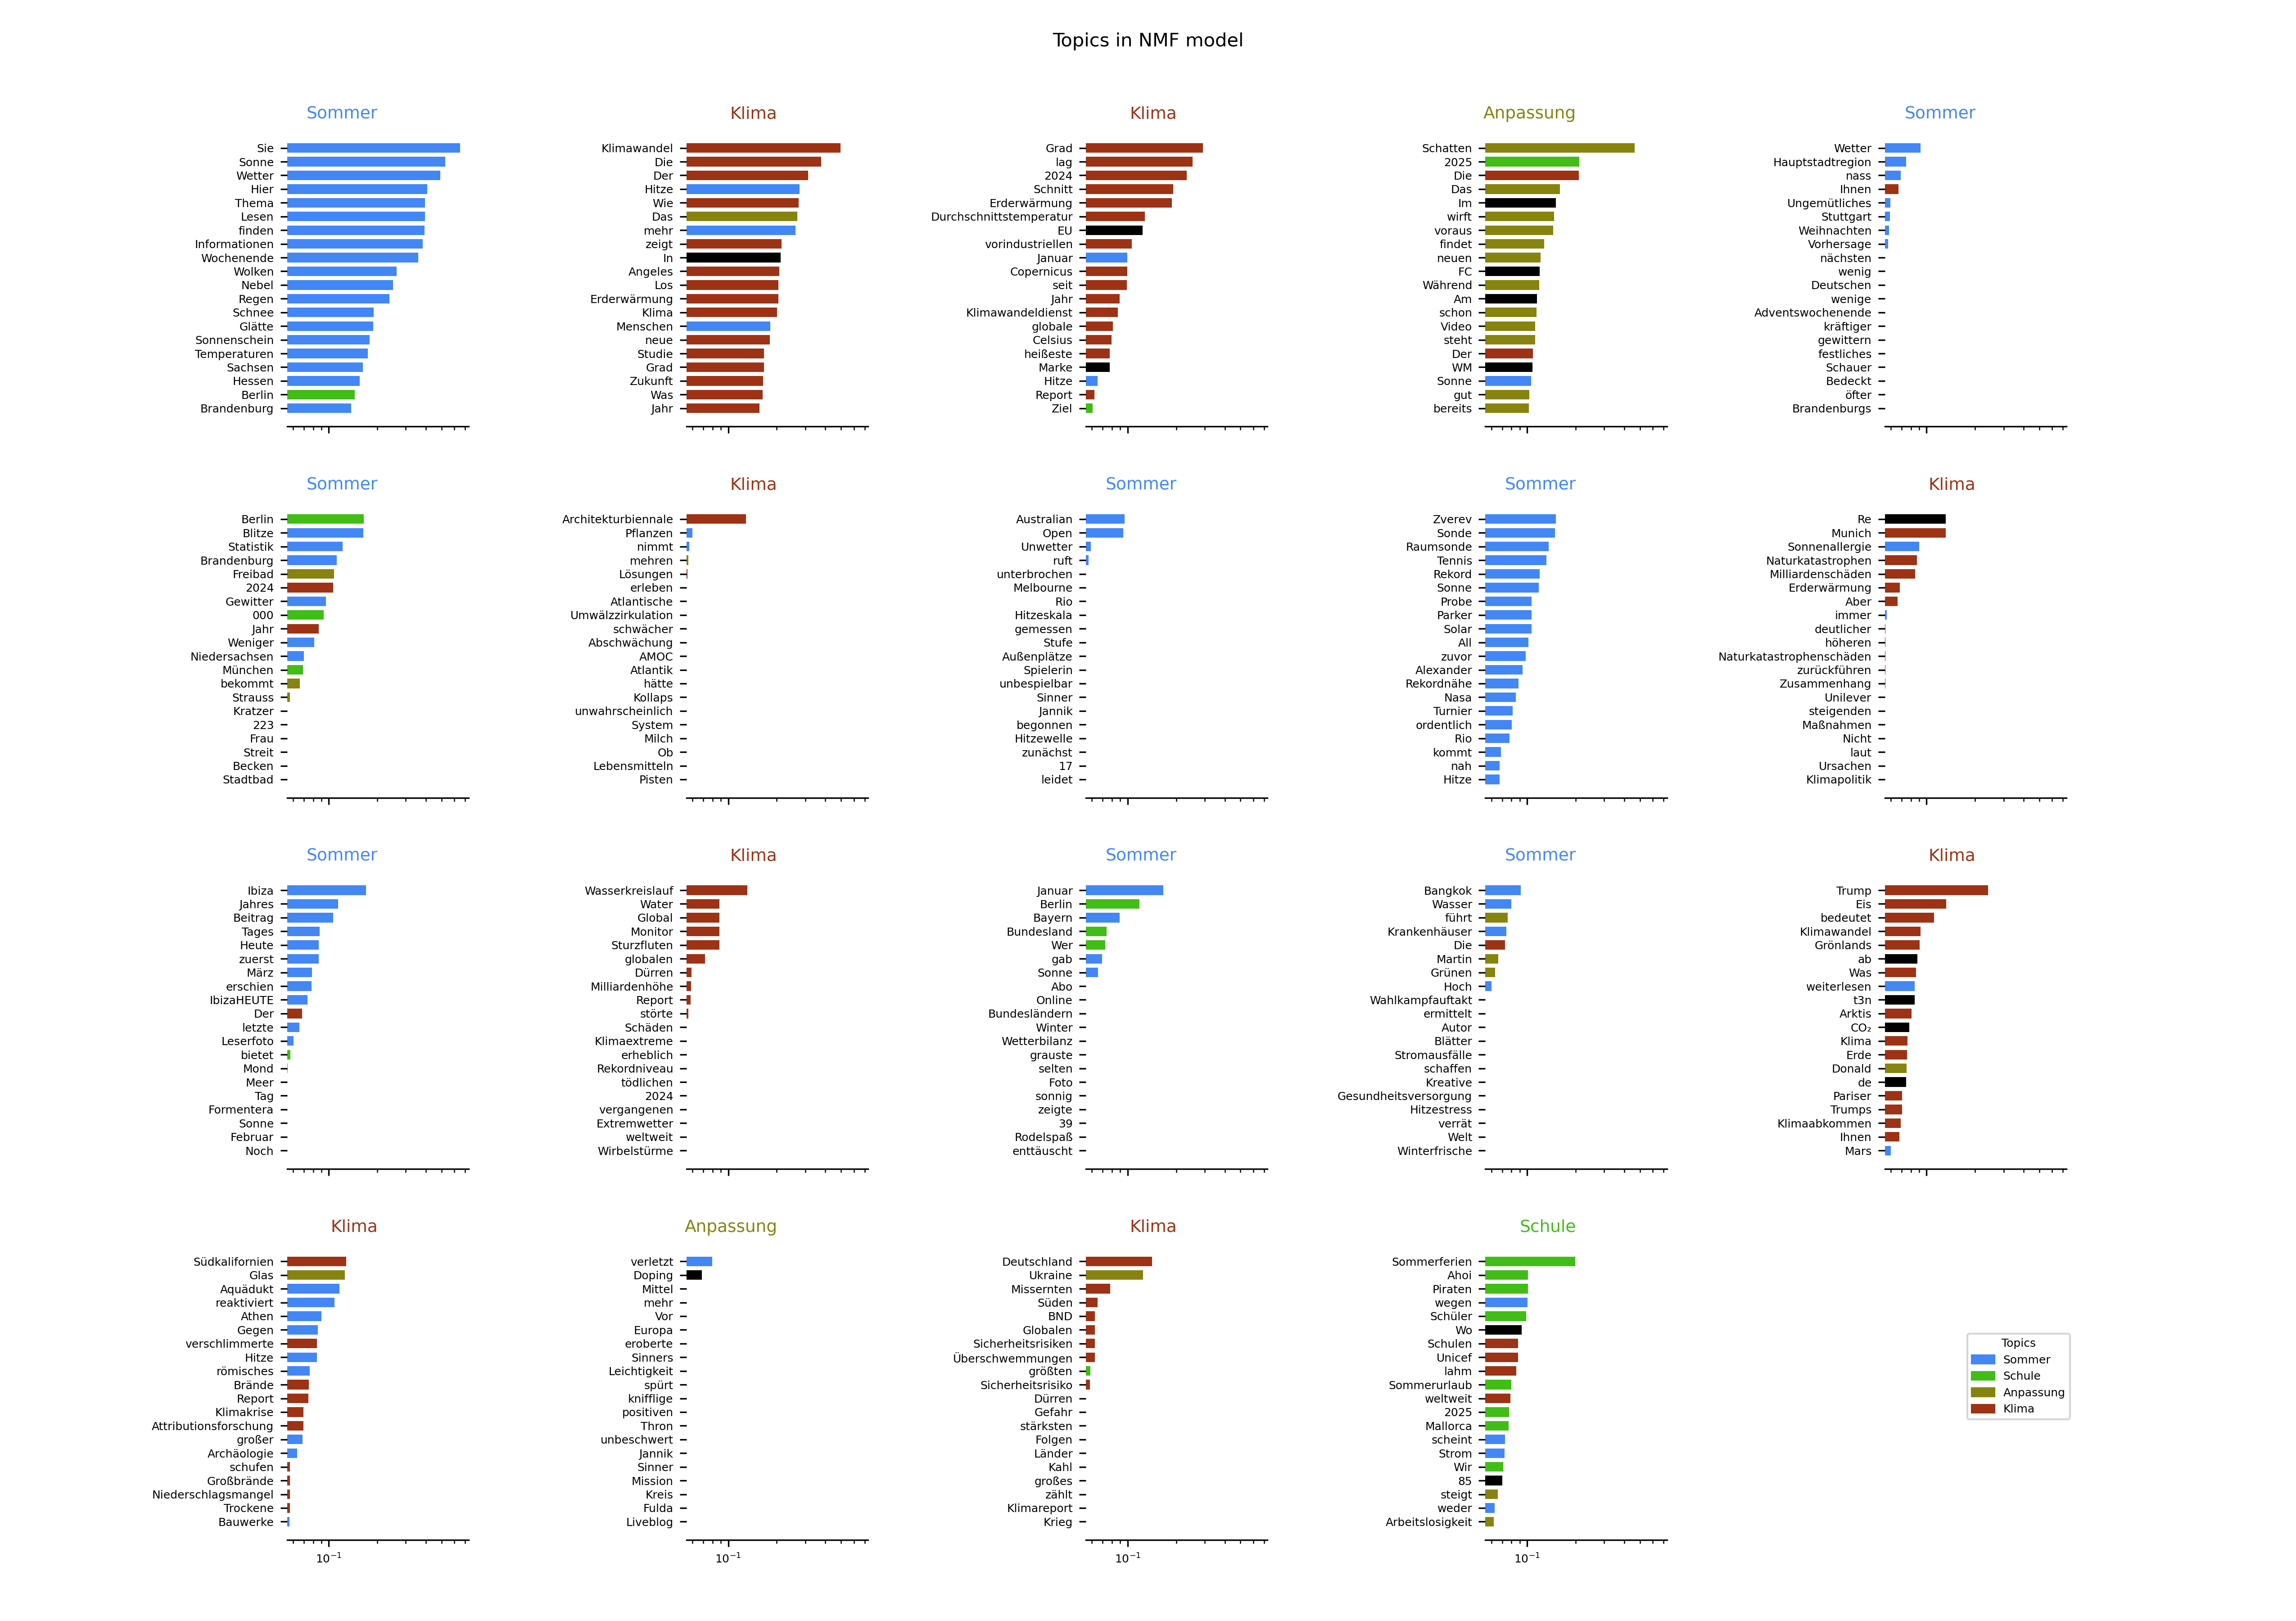 Topics in NMF model
Sommer
Sie
Sonne
Wetter
Hier
Thema
Lesen
finden
Informationen
Wochenende
Wolken
Nebel
Regen
Schnee
Glätte
Sonnenschein
Temperaturen
Sachsen
Hessen
Berlin
Brandenburg
Klima
Klimawandel
Die
Der
Hitze
Wie
Das
mehr
zeigt
In
Angeles
Los
Erderwärmung
Klima
Menschen
neue
Studie
Grad
Zukunft
Was
Jahr
Klima
Grad
lag
2024
Schnitt
Erderwärmung
Durchschnittstemperatur
EU
vorindustriellen
Januar
Copernicus
seit
Jahr
Klimawandeldienst
globale
Celsius
heißeste
Marke
Hitze
Report
Ziel
Anpassung
Schatten
2025
Die
Das
Im
wirft
voraus
findet
neuen
FC
Während
Am
schon
Video
steht
Der
WM
Sonne
gut
bereits
Sommer
Wetter
Hauptstadtregion
nass
Ihnen
Ungemütliches
Stuttgart
Weihnachten
Vorhersage
nächsten
wenig
Deutschen
wenige
Adventswochenende
kräftiger
gewittern
festliches
Schauer
Bedeckt
öfter
Brandenburgs
Sommer
Berlin
Blitze
Statistik
Brandenburg
Freibad
2024
Gewitter
000
Jahr
Weniger
Niedersachsen
München
bekommt
Strauss
Kratzer
223
Frau
Streit
Becken
Stadtbad
Klima
Architekturbiennale
Pflanzen
nimmt
mehren
Lösungen
erleben
Atlantische
Umwälzzirkulation
schwächer
Abschwächung
AMOC
Atlantik
hätte
Kollaps
unwahrscheinlich
System
Milch
Ob
Lebensmitteln
Pisten
Sommer
Australian
Open
Unwetter
ruft
unterbrochen
Melbourne
Rio
Hitzeskala
gemessen
Stufe
Außenplätze
Spielerin
unbespielbar
Sinner
Jannik
begonnen
Hitzewelle
zunächst
17
leidet
Sommer
Zverev
Sonde
Raumsonde
Tennis
Rekord
Sonne
Probe
Parker
Solar
All
zuvor
Alexander
Rekordnähe
Nasa
Turnier
ordentlich
Rio
kommt
nah
Hitze
Klima
Re
Munich
Sonnenallergie
Naturkatastrophen
Milliardenschäden
Erderwärmung
Aber
immer
deutlicher
höheren
Naturkatastrophenschäden
zurückführen
Zusammenhang
Unilever
steigenden
Maßnahmen
Nicht
laut
Ursachen
Klimapolitik
Sommer
Ibiza
Jahres
Beitrag
Tages
Heute
zuerst
März
erschien
IbizaHEUTE
Der
letzte
Leserfoto
bietet
Mond
Meer
Tag
Formentera
Sonne
Februar
Noch
Klima
Wasserkreislauf
Water
Global
Monitor
Sturzfluten
globalen
Dürren
Milliardenhöhe
Report
störte
Schäden
Klimaextreme
erheblich
Rekordniveau
tödlichen
2024
vergangenen
Extremwetter
weltweit
Wirbelstürme
Sommer
Januar
Berlin
Bayern
Bundesland
Wer
gab
Sonne
Abo
Online
Bundesländern
Winter
Wetterbilanz
grauste
selten
Foto
sonnig
zeigte
39
Rodelspaß
enttäuscht
Sommer
Bangkok
Wasser
führt
Krankenhäuser
Die
Martin
Grünen
Hoch
Wahlkampfauftakt
ermittelt
Autor
Blätter
Stromausfälle
schaffen
Kreative
Gesundheitsversorgung
Hitzestress
verrät
Welt
Winterfrische
Klima
Trump
Eis
bedeutet
Klimawandel
Grönlands
ab
Was
weiterlesen
t3n
Arktis
CO₂
Klima
Erde
Donald
de
Pariser
Trumps
Klimaabkommen
Ihnen
Mars
Klima
Südkalifornien
Glas
Aquädukt
reaktiviert
Athen
Gegen
verschlimmerte
Hitze
römisches
Brände
Report
Klimakrise
Attributionsforschung
großer
Archäologie
schufen
Großbrände
Niederschlagsmangel
Trockene
Bauwerke
10⁻¹
Anpassung
verletzt
Doping
Mittel
mehr
Vor
Europa
eroberte
Sinners
Leichtigkeit
spürt
knifflige
positiven
Thron
unbeschwert
Jannik
Sinner
Mission
Kreis
Fulda
Liveblog
10⁻¹
Klima
Deutschland
Ukraine
Missernten
Süden
BND
Globalen
Sicherheitsrisiken
Überschwemmungen
größten
Sicherheitsrisiko
Dürren
Gefahr
stärksten
Folgen
Länder
Kahl
großes
zählt
Klimareport
Krieg
10⁻¹
Schule
Sommerferien
Ahoi
Piraten
wegen
Schüler
Wo
Schulen
Unicef
lahm
Sommerurlaub
weltweit
2025
Mallorca
scheint
Strom
Wir
85
steigt
weder
Arbeitslosigkeit
10⁻¹
Topics
Sommer
Schule
Anpassung
Klima